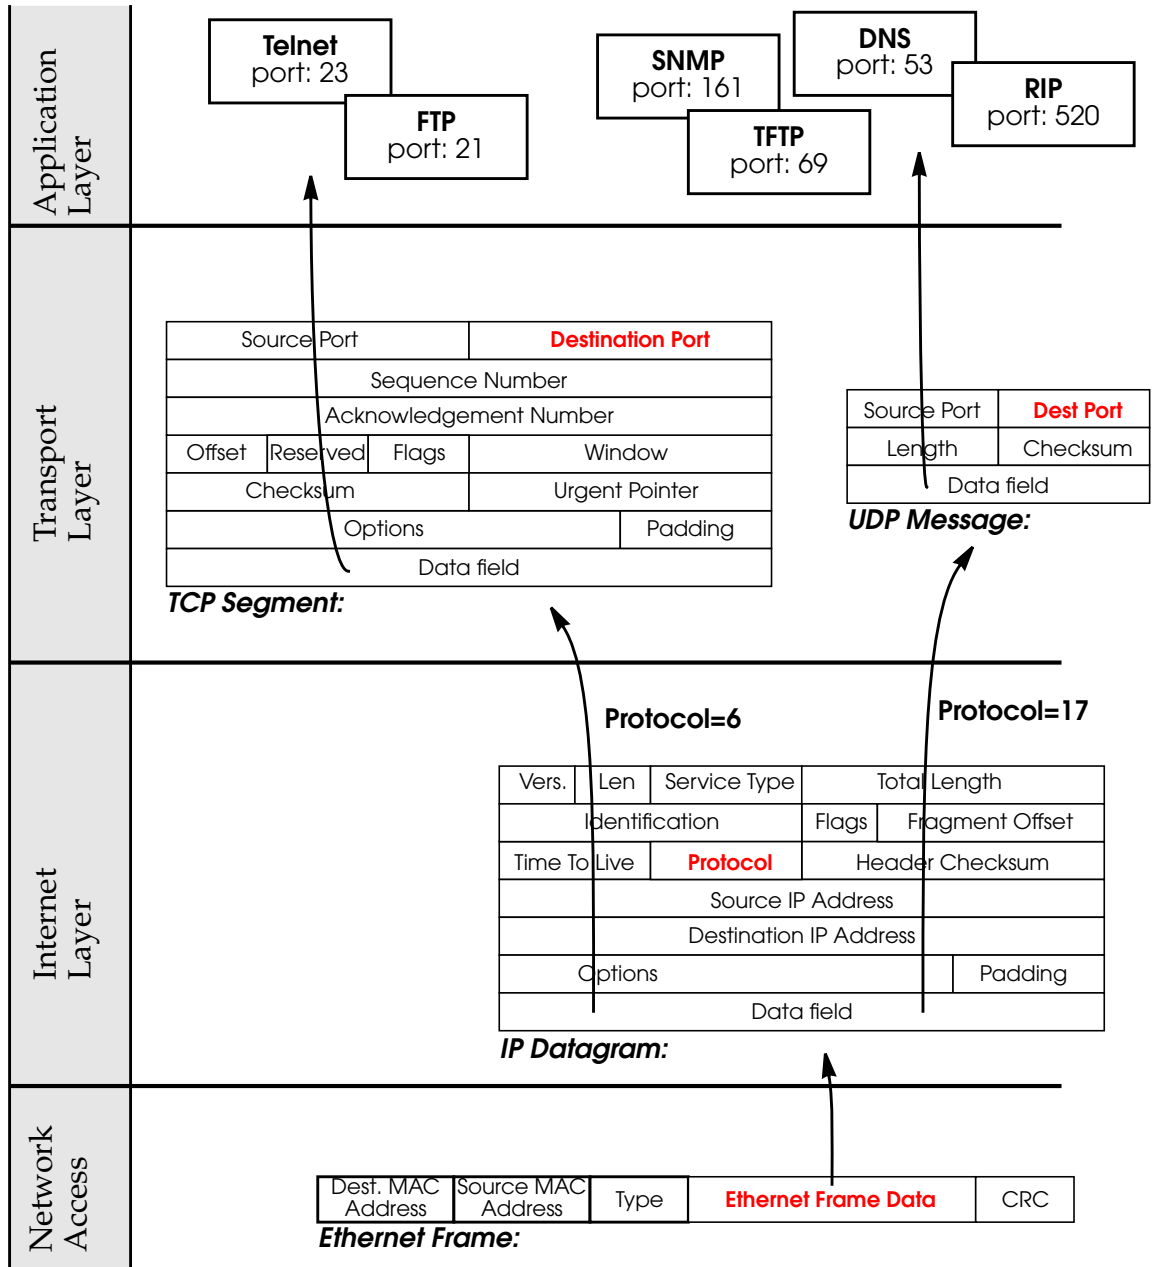 Application
Layer
Telnet
port: 23
FTP
port: 21
SNMP
port: 161
TFTP
port: 69
DNS
port: 53
RIP
port: 520
Transport
Layer
Source Port Destination Port
Sequence Number
Acknowledgement Number
Offset Reserved Flags Window
Checksum Urgent Pointer
Options Padding
Data field
TCP Segment:
Source Port Dest Port
Length Checksum
Data field
UDP Message:
Internet
Layer
Protocol=6
Protocol=17
Vers. Len Service Type Total Length
Identification Flags Fragment Offset
Time To Live Protocol Header Checksum
Source IP Address
Destination IP Address
Options Padding
Data field
IP Datagram:
Network
Access
Dest. MAC
Address
Source MAC
Address
Type
Ethernet Frame Data
CRC
Ethernet Frame: